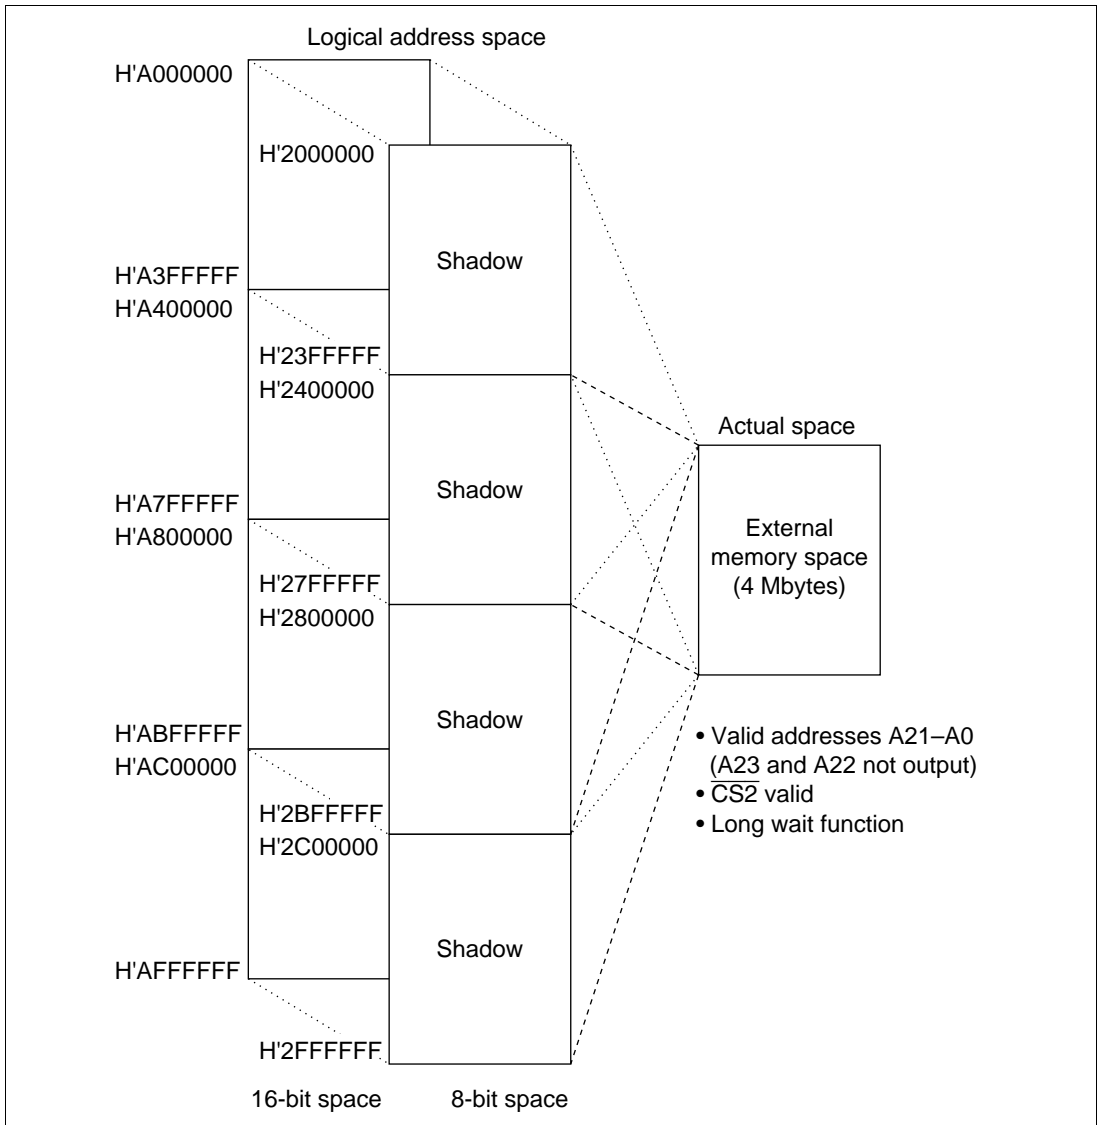 Logical address space
H'A000000
H'2000000
Shadow
H'A3FFFFF
H'A400000
H'23FFFFF
H'2400000
Actual space
Shadow
H'A7FFFFF
H'A800000
External
memory space
(4 Mbytes)
H'27FFFFF
H'2800000
Shadow
H'ABFFFFF
H'AC00000
• Valid addresses A21–A0
(A23 and A22 not output)
• CS2 valid
• Long wait function
H'2BFFFFF
H'2C00000
Shadow
H'AFFFFFF
H'2FFFFFF
16-bit space 8-bit space